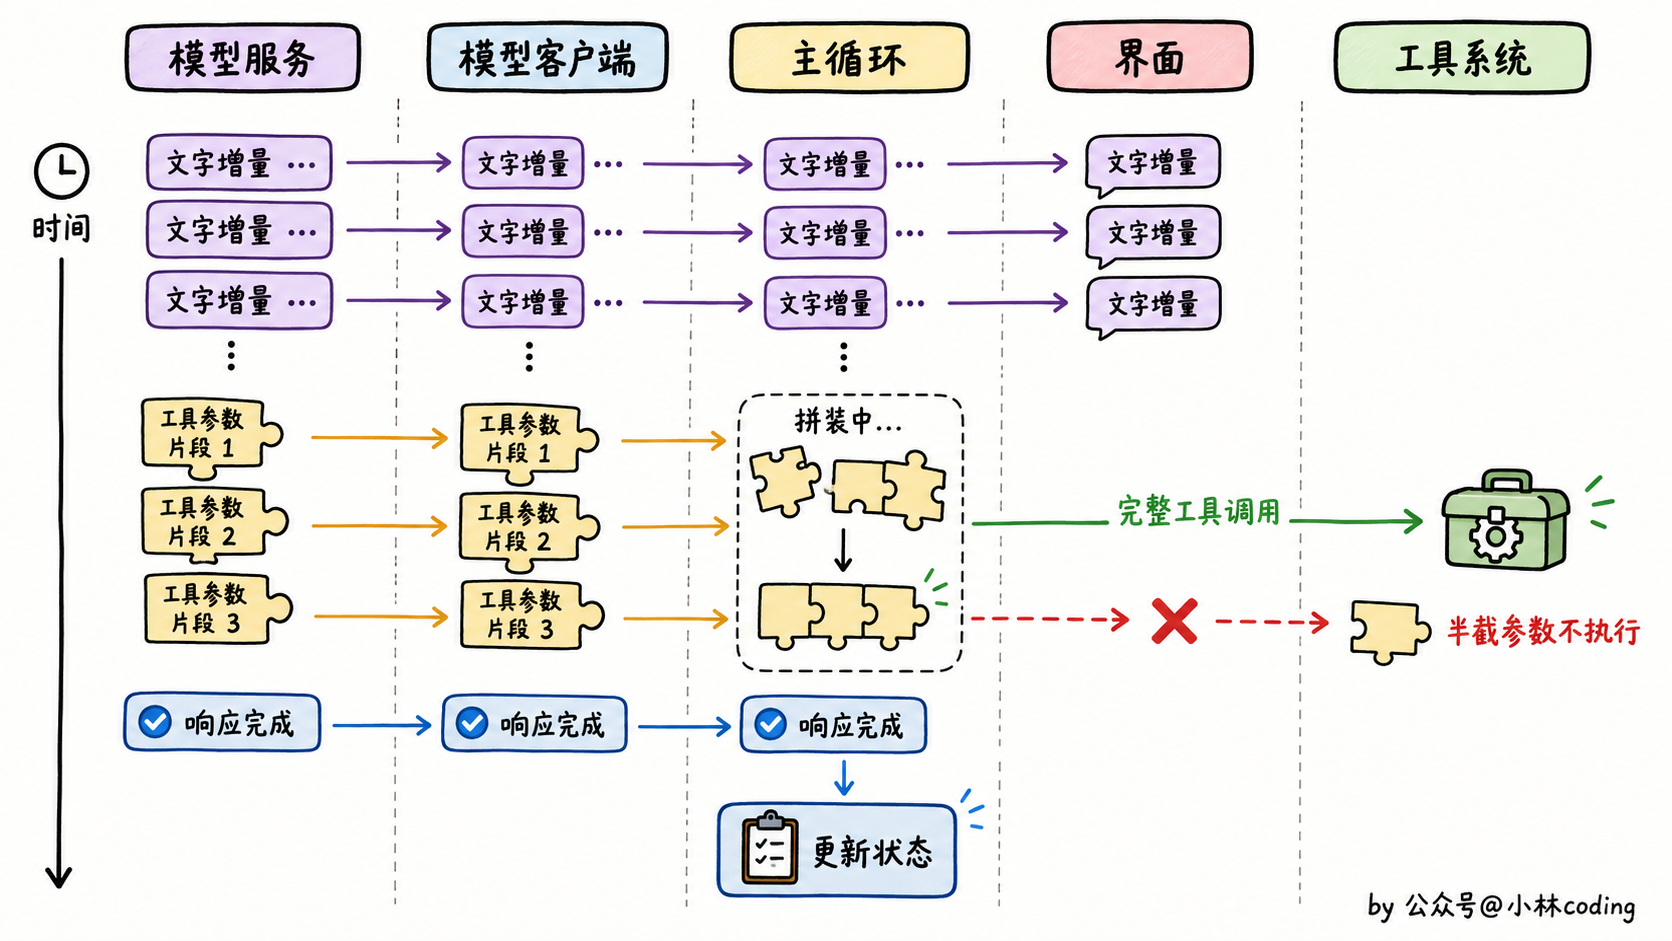 模型服务
模型客户端
主循环
界面
工具系统
时间
文字增量 ...
文字增量 ...
文字增量 ...
文字增量
文字增量 ...
文字增量 ...
文字增量 ...
文字增量
文字增量 ...
文字增量 ...
文字增量 ...
文字增量
工具参数
片段 1
工具参数
片段 1
拼装中...
工具参数
片段 2
工具参数
片段 2
完整工具调用
工具参数
片段 3
工具参数
片段 3
半截参数不执行
响应完成
响应完成
响应完成
更新状态
by 公众号@小林coding